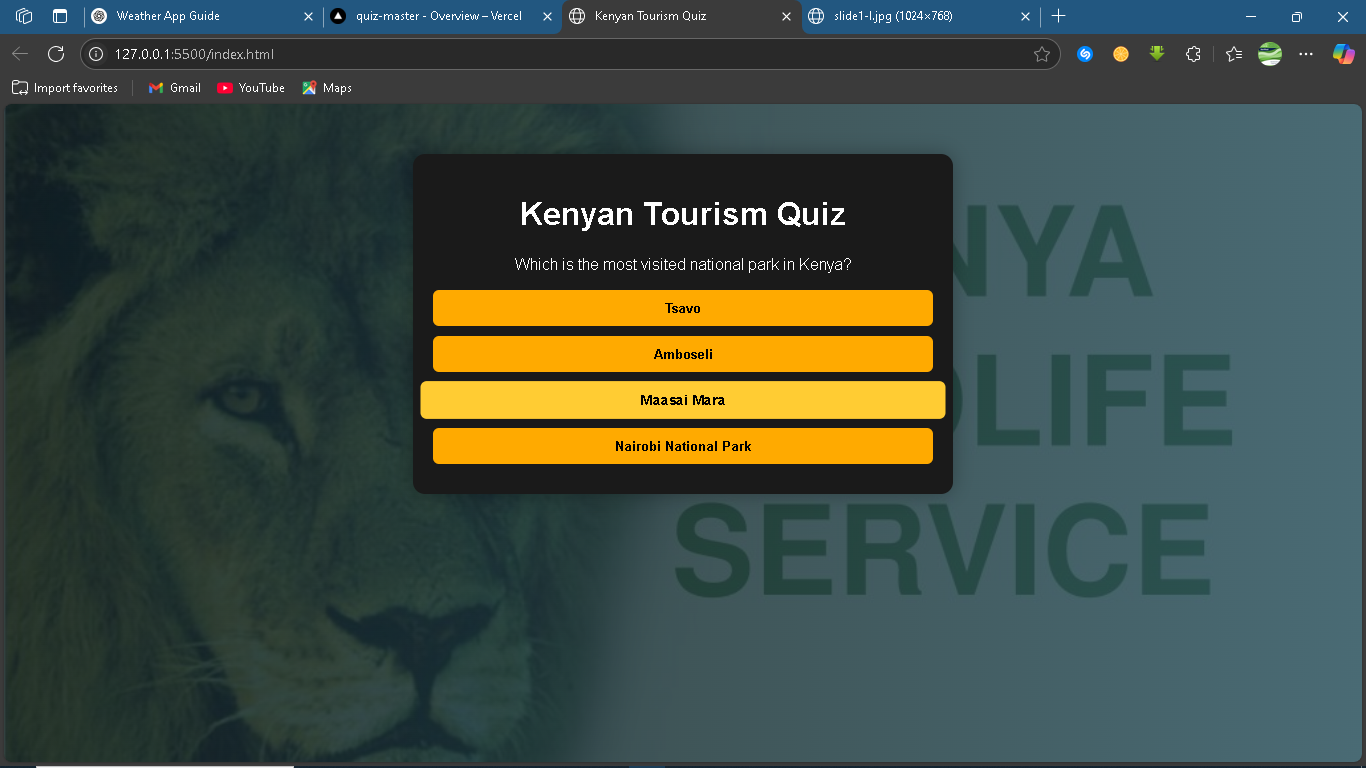 Weather App Guide
quiz-master - Overview – Vercel
Kenyan Tourism Quiz
slide1-l.jpg (1024×768)
127.0.0.1:5500/index.html
Import favorites
Gmail
YouTube
Maps
Kenyan Tourism Quiz
Which is the most visited national park in Kenya?
Tsavo
Amboseli
Maasai Mara
Nairobi National Park
NYA
LIFE
SERVICE